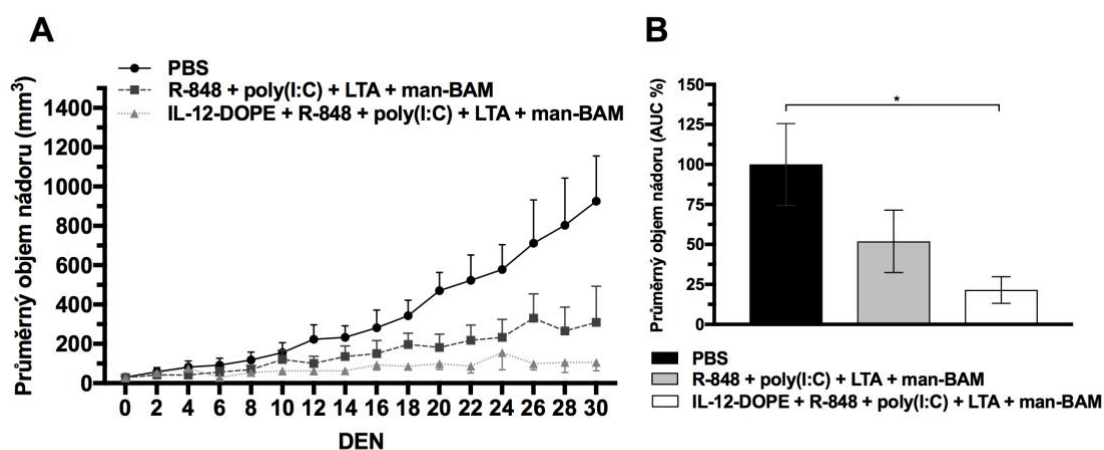 A
PBS
R-848 + poly(I:C) + LTA + man-BAM
IL-12-DOPE + R-848 + poly(I:C) + LTA + man-BAM
Průměrný objem nádoru (mm³)
1400
1200
1000
800
600
400
200
0
0 2 4 6 8 10 12 14 16 18 20 22 24 26 28 30
DEN
B
Průměrný objem nádoru (AUC %)
150
125
100
75
50
25
0
*
PBS
R-848 + poly(I:C) + LTA + man-BAM
IL-12-DOPE + R-848 + poly(I:C) + LTA + man-BAM